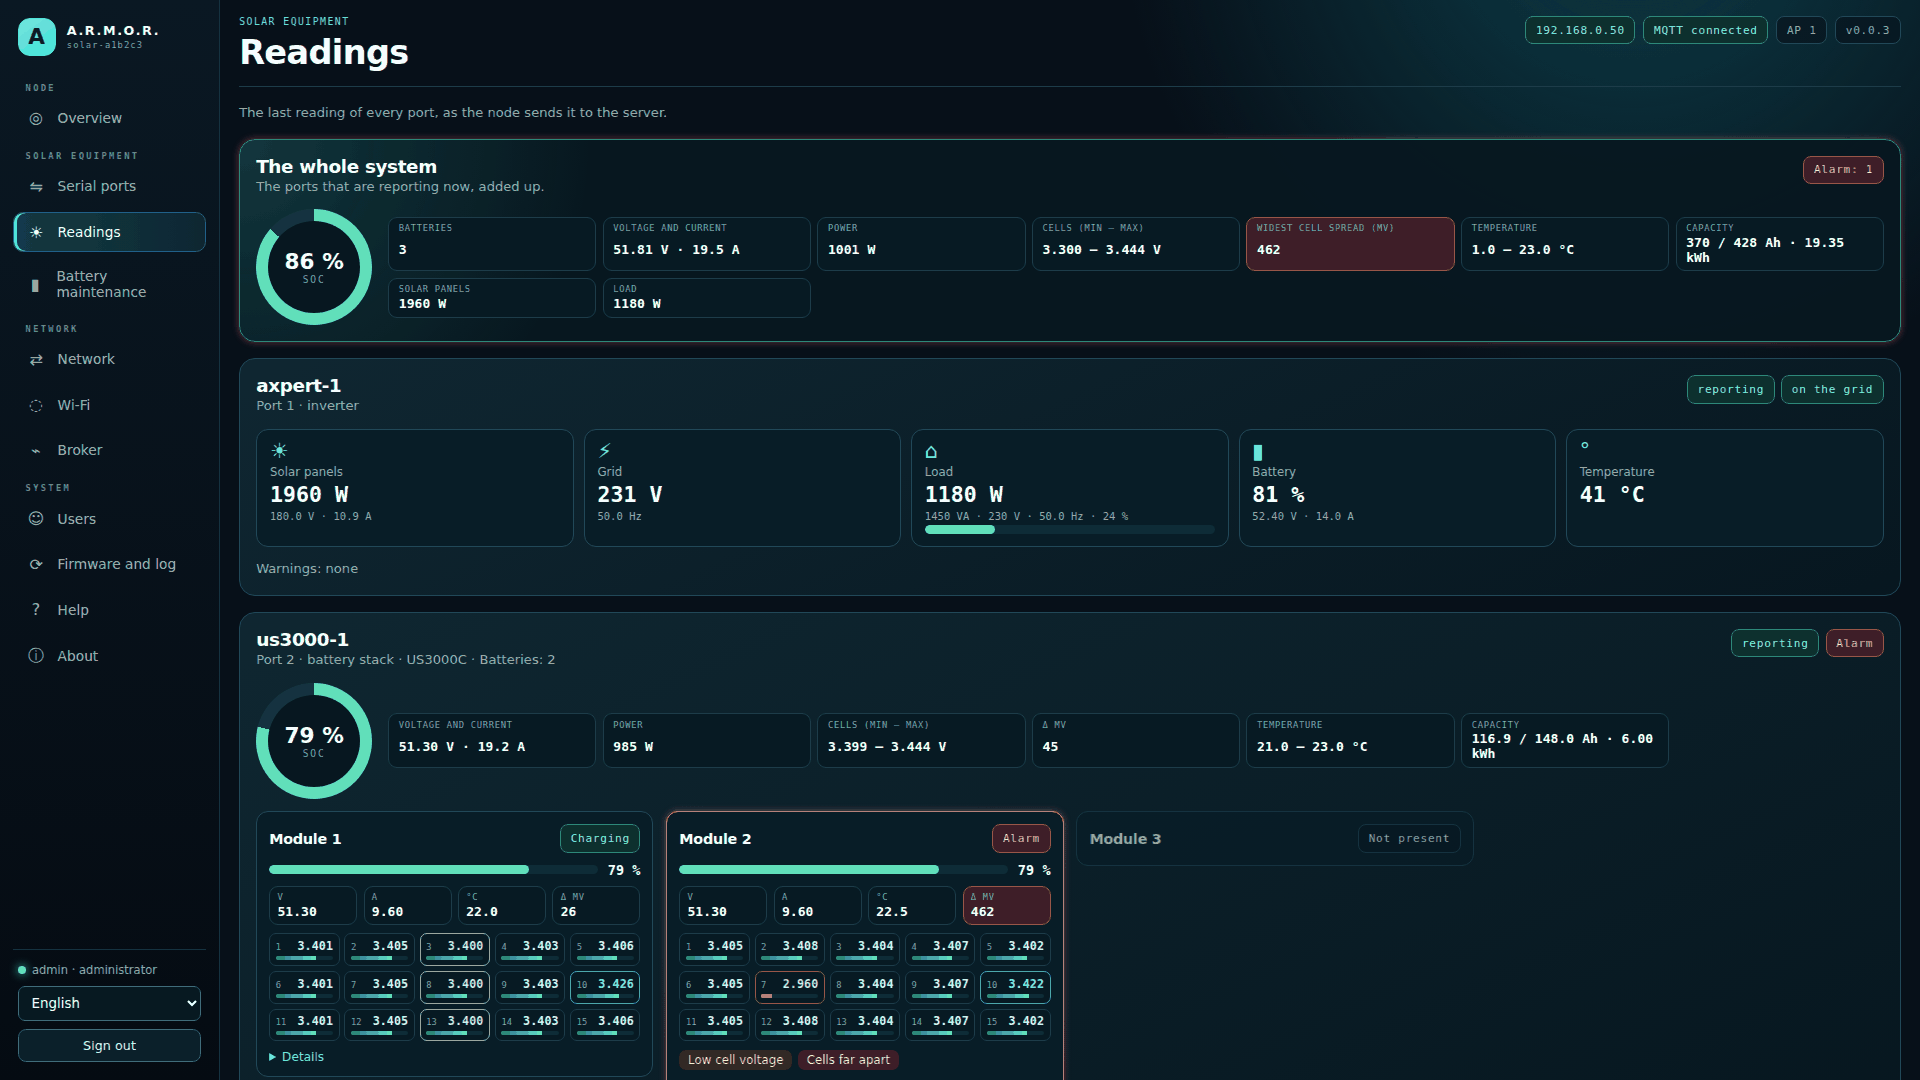 A
A.R.M.O.R.
solar-a1b2c3
NODE
Overview
SOLAR EQUIPMENT
Serial ports
Readings
Battery
maintenance
NETWORK
Network
Wi-Fi
Broker
SYSTEM
Users
Firmware and log
Help
About
admin · administrator
English
Sign out
SOLAR EQUIPMENT
Readings
192.168.0.50
MQTT connected
AP 1
v0.0.3
The last reading of every port, as the node sends it to the server.
The whole system
The ports that are reporting now, added up.
Alarm: 1
86 %
SOC
BATTERIES
3
VOLTAGE AND CURRENT
51.81 V · 19.5 A
POWER
1001 W
CELLS (MIN — MAX)
3.300 — 3.444 V
WIDEST CELL SPREAD (MV)
462
TEMPERATURE
1.0 — 23.0 °C
CAPACITY
370 / 428 Ah · 19.35
kWh
SOLAR PANELS
1960 W
LOAD
1180 W
axpert-1
Port 1 · inverter
reporting
on the grid
Solar panels
1960 W
180.0 V · 10.9 A
Grid
231 V
50.0 Hz
Load
1180 W
1450 VA · 230 V · 50.0 Hz · 24 %
Battery
81 %
52.40 V · 14.0 A
°
Temperature
41 °C
Warnings: none
us3000-1
Port 2 · battery stack · US3000C · Batteries: 2
reporting
Alarm
79 %
SOC
VOLTAGE AND CURRENT
51.30 V · 19.2 A
POWER
985 W
CELLS (MIN — MAX)
3.399 — 3.444 V
Δ MV
45
TEMPERATURE
21.0 — 23.0 °C
CAPACITY
116.9 / 148.0 Ah · 6.00
kWh
Module 1
Charging
79 %
V
51.30
A
9.60
°C
22.0
Δ MV
26
1 3.401
2 3.405
3 3.400
4 3.403
5 3.406
6 3.401
7 3.405
8 3.400
9 3.403
10 3.426
11 3.401
12 3.405
13 3.400
14 3.403
15 3.406
Details
Module 2
Alarm
79 %
V
51.30
A
9.60
°C
22.5
Δ MV
462
1 3.405
2 3.408
3 3.404
4 3.407
5 3.402
6 3.405
7 2.960
8 3.404
9 3.407
10 3.422
11 3.405
12 3.408
13 3.404
14 3.407
15 3.402
Low cell voltage
Cells far apart
Module 3
Not present